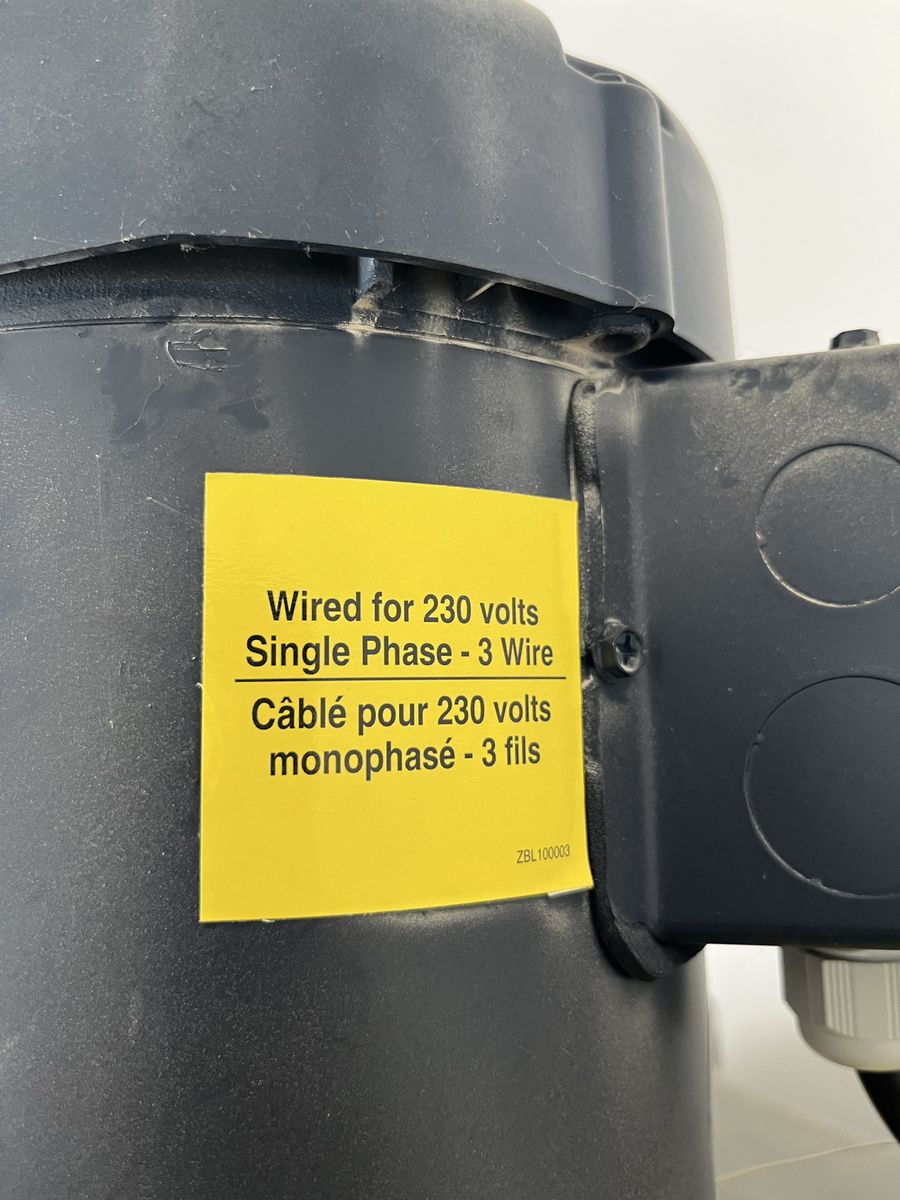 Wired for 230 volts
Single Phase - 3 Wire
Câblé pour 230 volts
monophasé - 3 fils
ZBL100003